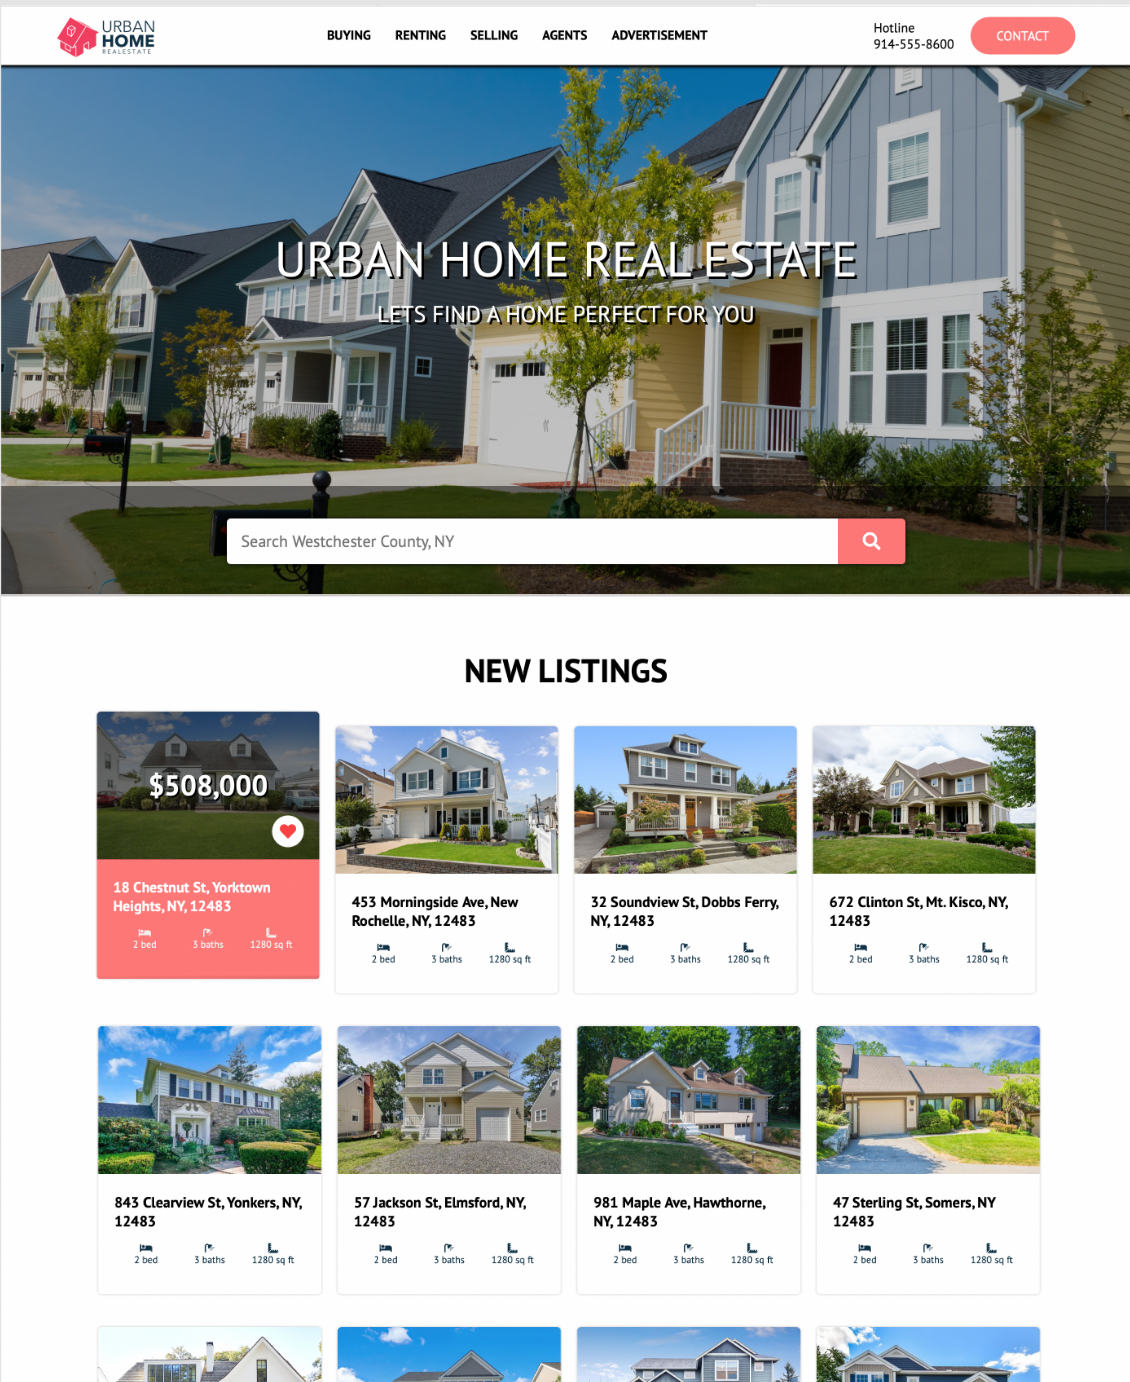 URBAN
HOME
REALESTATE
BUYING RENTING SELLING AGENTS ADVERTISEMENT
Hotline
914-555-8600
CONTACT
URBAN HOME REAL ESTATE
LETS FIND A HOME PERFECT FOR YOU
Search Westchester County, NY
NEW LISTINGS
$508,000
18 Chestnut St, Yorktown
Heights, NY, 12483
2 bed 3 baths 1280 sq ft
453 Morningside Ave, New
Rochelle, NY, 12483
2 bed 3 baths 1280 sq ft
32 Soundview St, Dobbs Ferry,
NY, 12483
2 bed 3 baths 1280 sq ft
672 Clinton St, Mt. Kisco, NY,
12483
2 bed 3 baths 1280 sq ft
843 Clearview St, Yonkers, NY,
12483
2 bed 3 baths 1280 sq ft
57 Jackson St, Elmsford, NY,
12483
2 bed 3 baths 1280 sq ft
981 Maple Ave, Hawthorne,
NY, 12483
2 bed 3 baths 1280 sq ft
47 Sterling St, Somers, NY
12483
2 bed 3 baths 1280 sq ft